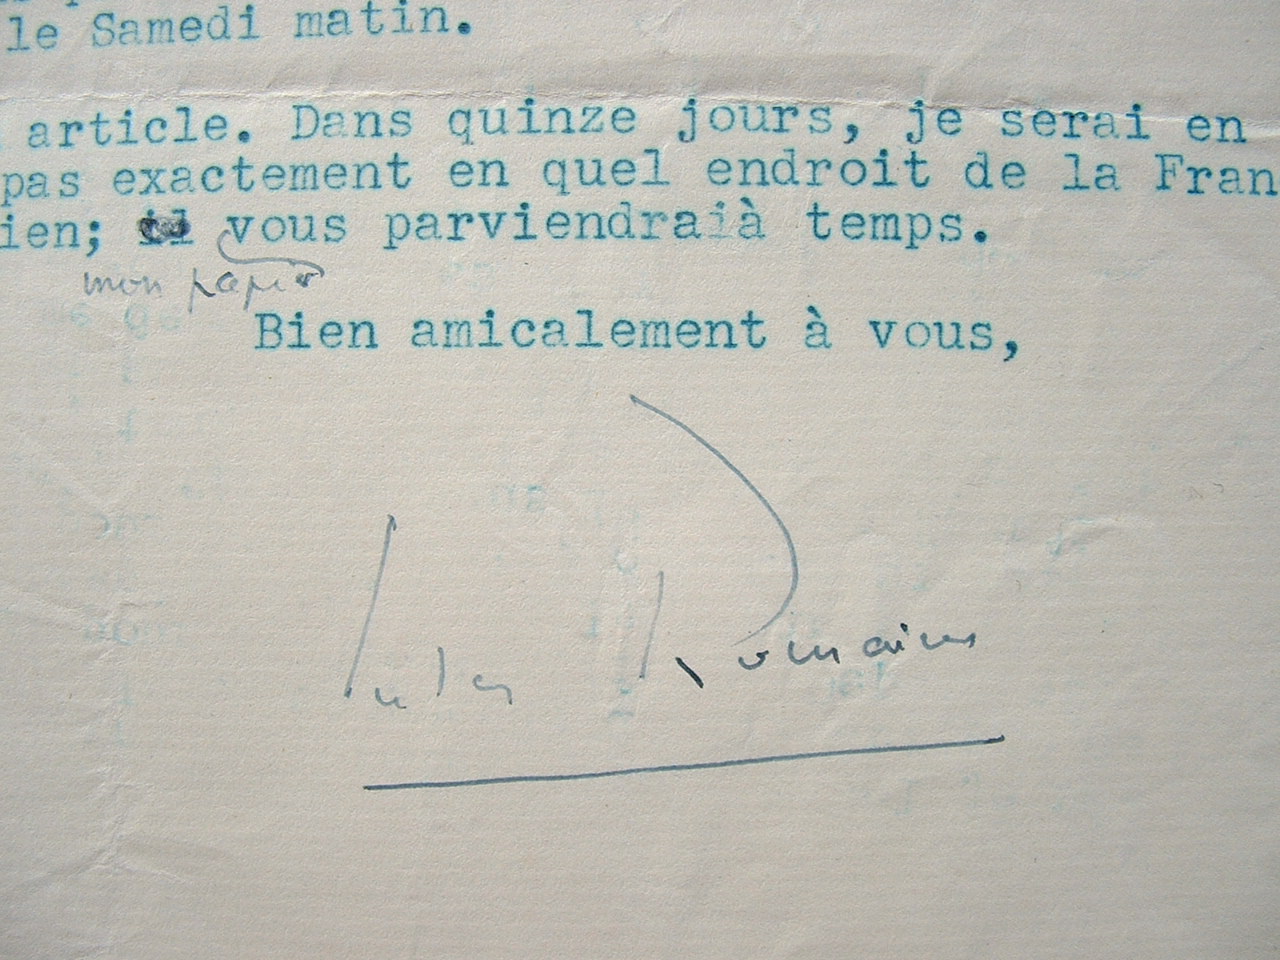 le Samedi matin.
article. Dans quinze jours, je serai en
pas exactement en quel endroit de la Fran
ien; il vous parviendraià temps.
mon papier
Bien amicalement à vous,
Jules Romains